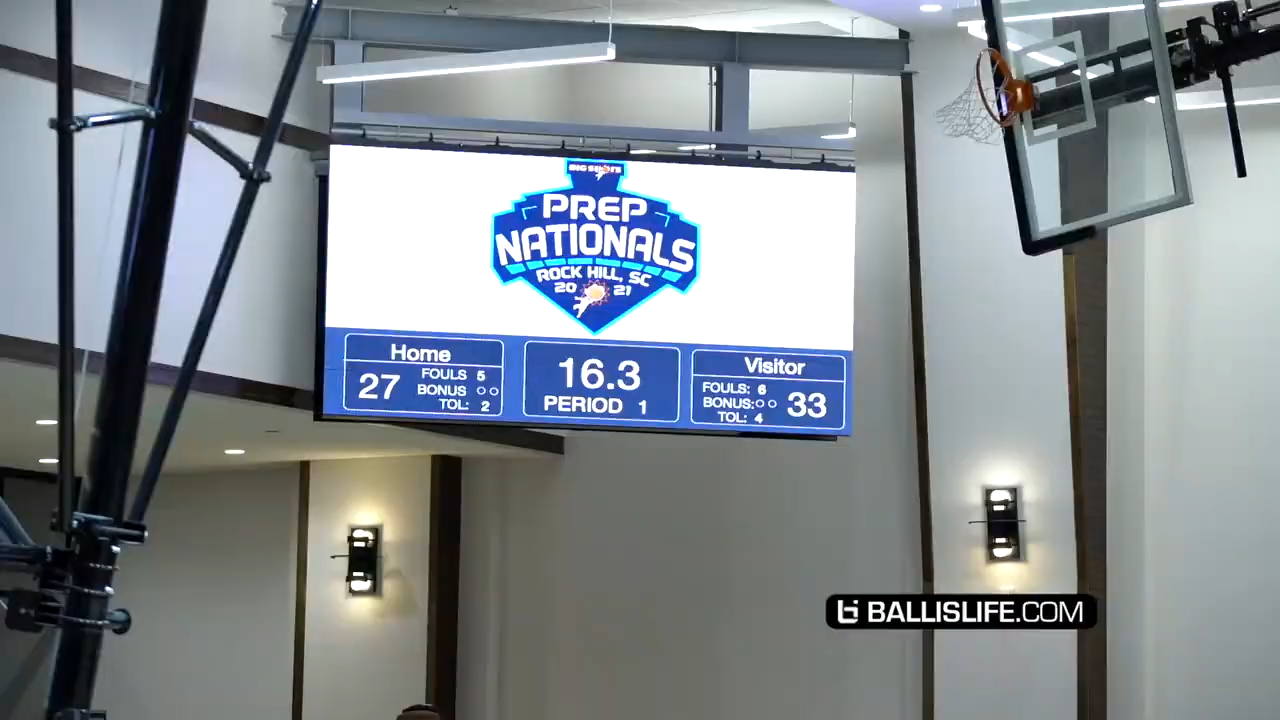 BIG SHOTS
PREP
NATIONALS
ROCK HILL, SC
20 21
Home
27
FOULS 5
BONUS
TOL: 2
16.3
PERIOD 1
Visitor
FOULS: 6
BONUS:
TOL: 4
33
BALLISLIFE.COM